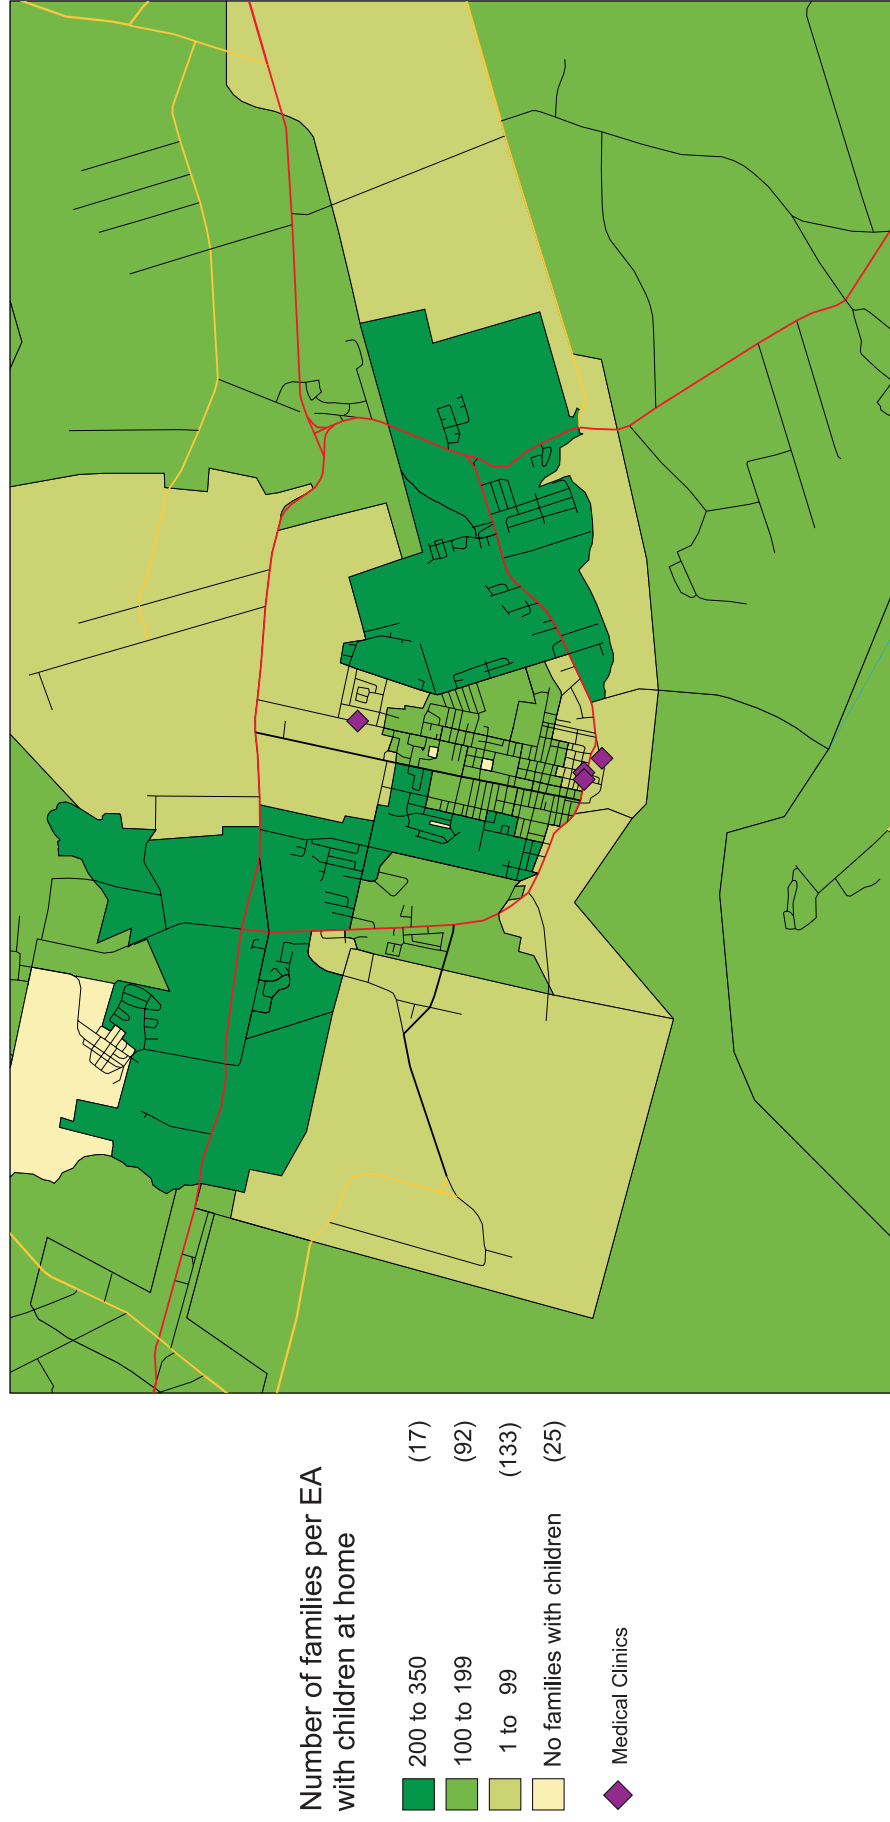 Number of families per EA
with children at home
200 to 350 (17)
100 to 199 (92)
1 to 99 (133)
No families with children (25)
Medical Clinics